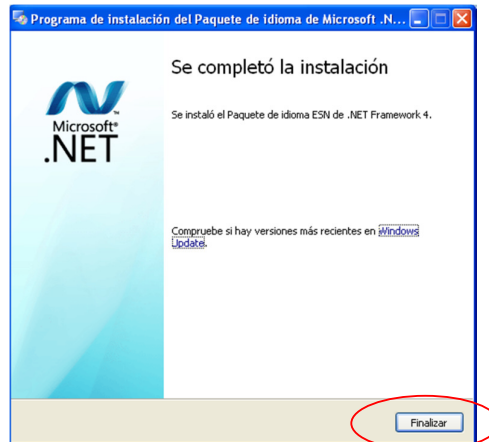 Programa de instalación del Paquete de idioma de Microsoft .N...
Se completó la instalación
Microsoft®
.NET
Se instaló el Paquete de idioma ESN de .NET Framework 4.
Compruebe si hay versiones más recientes en Windows
Update.
Finalizar